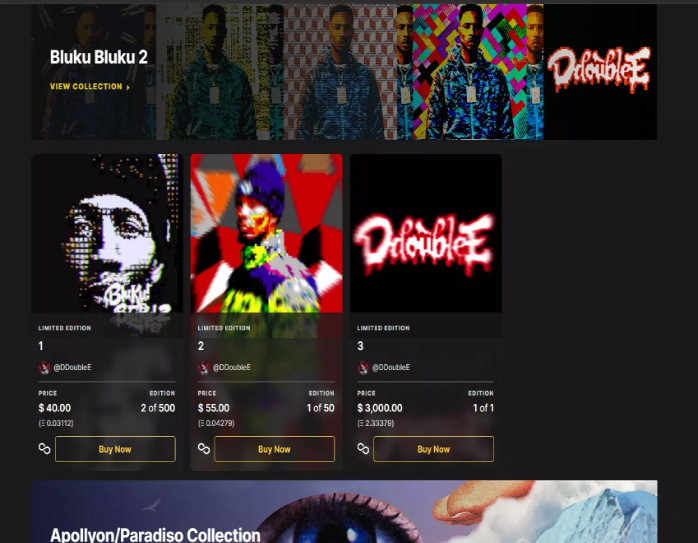 Bluku Bluku 2
VIEW COLLECTION
DdoubleE
Bluku!
LIMITED EDITION
1
@DDoubleE
PRICE EDITION
$ 40.00 2 of 500
(Ξ 0.03112)
Buy Now
LIMITED EDITION
2
@DDoubleE
PRICE EDITION
$ 55.00 1 of 50
(Ξ 0.04279)
Buy Now
DdoubleE
LIMITED EDITION
3
@DDoubleE
PRICE EDITION
$ 3,000.00 1 of 1
(Ξ 2.33379)
Buy Now
Apollyon/Paradiso Collection